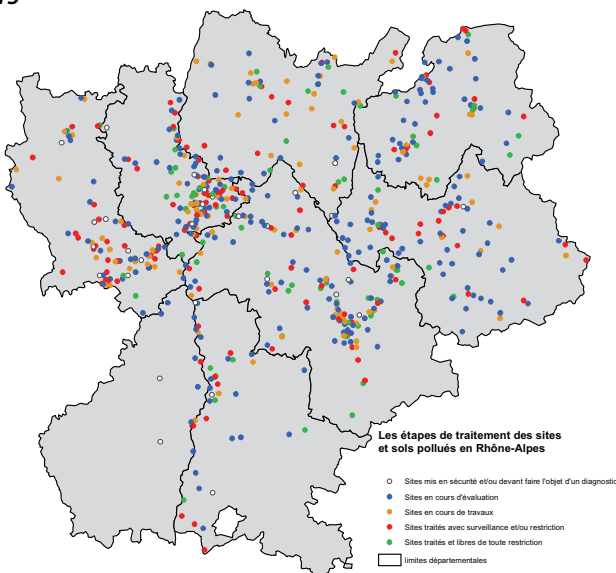 Les étapes de traitement des sites
et sols pollués en Rhône-Alpes
Sites mis en sécurité et/ou devant faire l'objet d'un diagnostic
Sites en cours d'évaluation
Sites en cours de travaux
Sites traités avec surveillance et/ou restriction
Sites traités et libres de toute restriction
limites départementales